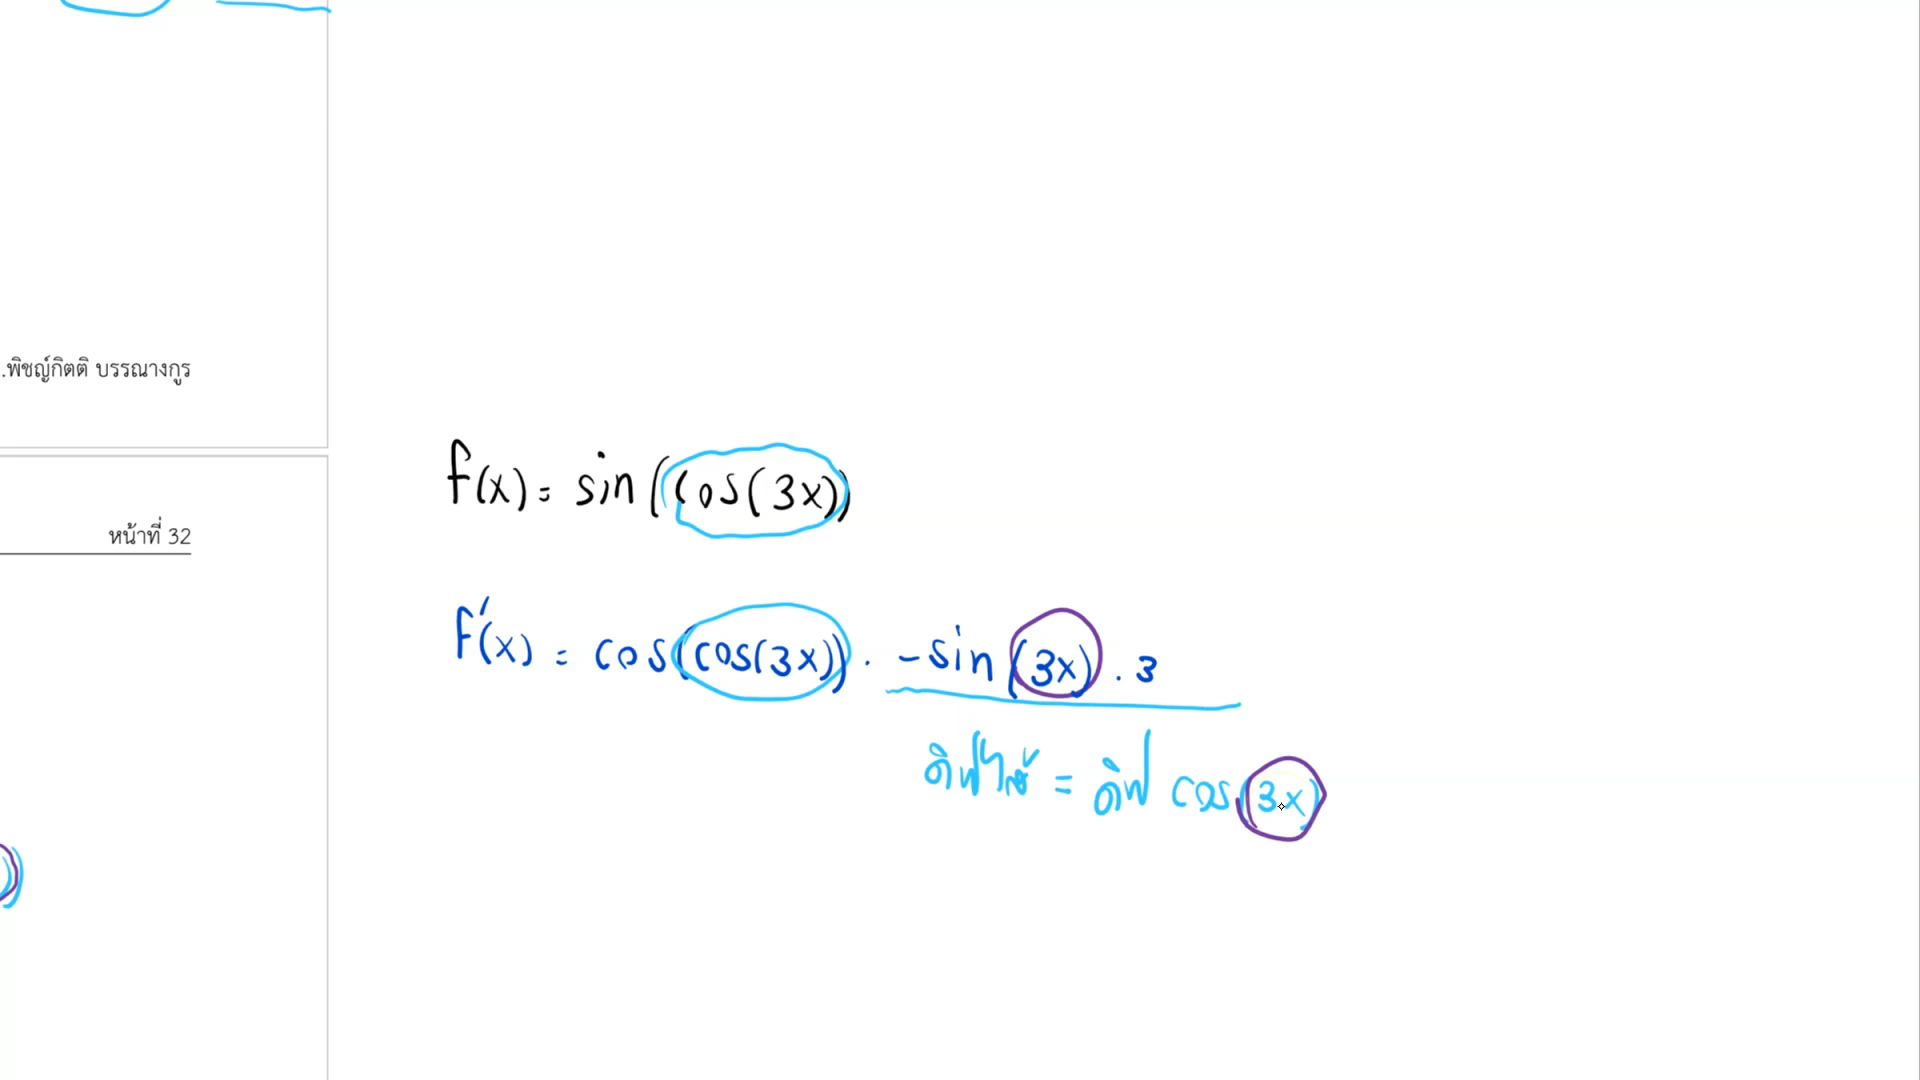 .พิชญ์กิตติ บรรณางกูร
หน้าที่ 32
f(x) = sin(cos(3x))
f'(x) = cos(cos(3x)) · -sin(3x) · 3
ดิฟไส้ = ดิฟ cos(3x)